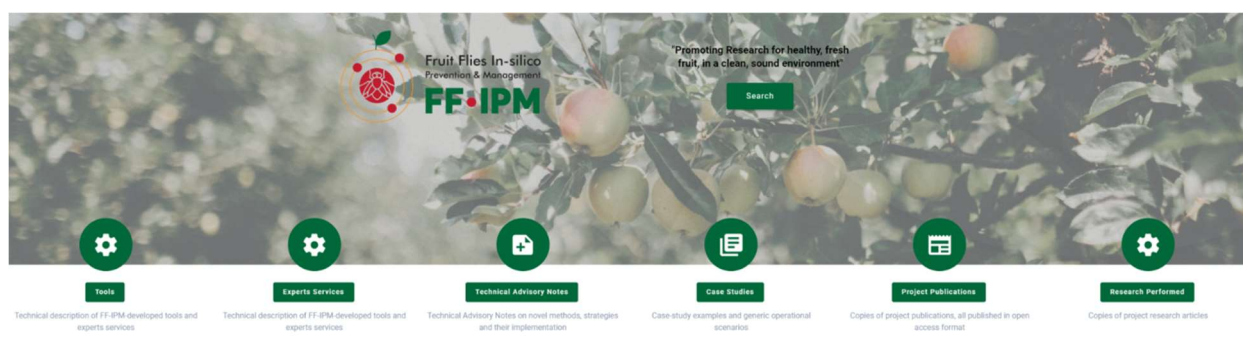 Fruit Flies In-silico
Prevention & Management
FF•IPM
"Promoting Research for healthy, fresh
fruit, in a clean, sound environment"
Search
Tools
Technical description of FF-IPM-developed tools and
experts services
Experts Services
Technical description of FF-IPM-developed tools and
experts services
Technical Advisory Notes
Technical Advisory Notes on novel methods, strategies
and their implementation
Case Studies
Case-study examples and generic operational
scenarios
Project Publications
Copies of project publications, all published in open
access format
Research Performed
Copies of project research articles